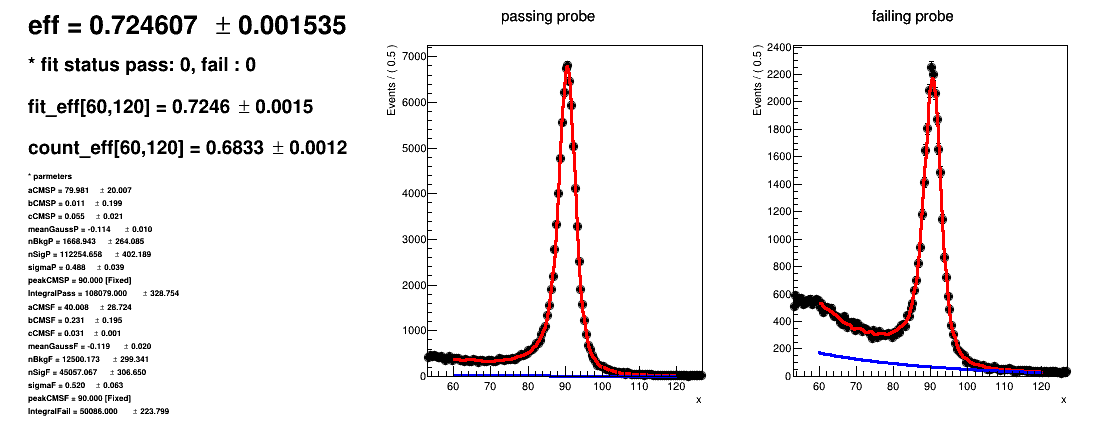 eff = 0.724607 ± 0.001535
* fit status pass: 0, fail : 0
fit_eff[60,120] = 0.7246 ± 0.0015
count_eff[60,120] = 0.6833 ± 0.0012
* parmeters
aCMSP = 79.981 ± 20.007
bCMSP = 0.011 ± 0.199
cCMSP = 0.055 ± 0.021
meanGaussP = -0.114 ± 0.010
nBkgP = 1668.943 ± 264.085
nSigP = 112254.658 ± 402.189
sigmaP = 0.488 ± 0.039
peakCMSP = 90.000 [Fixed]
IntegralPass = 108079.000 ± 328.754
aCMSF = 40.008 ± 28.724
bCMSF = 0.231 ± 0.195
cCMSF = 0.031 ± 0.001
meanGaussF = -0.119 ± 0.020
nBkgF = 12500.173 ± 299.341
nSigF = 45057.067 ± 306.650
sigmaF = 0.520 ± 0.063
peakCMSF = 90.000 [Fixed]
IntegralFail = 50086.000 ± 223.799
passing probe
Events / ( 0.5 )
7000
6000
5000
4000
3000
2000
1000
0
60 70 80 90 100 110 120
x
failing probe
Events / ( 0.5 )
2400
2200
2000
1800
1600
1400
1200
1000
800
600
400
200
0
60 70 80 90 100 110 120
x